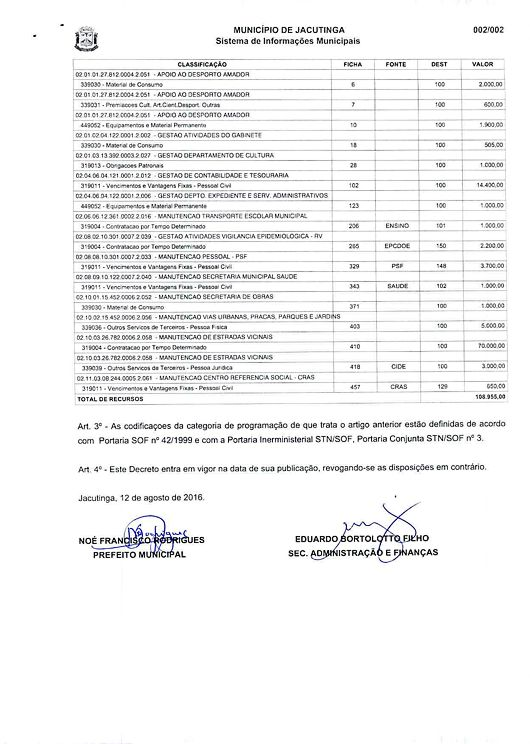 MUNICÍPIO DE JACUTINGA 002/002
Sistema de Informações Municipais
CLASSIFICAÇÃO FICHA FONTE DEST VALOR
02.01.01.27.812.0004.2.051 - APOIO AO DESPORTO AMADOR
339030 - Material de Consumo 6 100 2.000,00
02.01.01.27.812.0004.2.051 - APOIO AO DESPORTO AMADOR
339031 - Premiacoes Cult. Art.Cient.Desport. Outras 7 100 600,00
02.01.01.27.812.0004.2.051 - APOIO AO DESPORTO AMADOR
449052 - Equipamentos e Material Permanente 10 100 1.900,00
02.01.02.04.122.0001.2.002 - GESTAO ATIVIDADES DO GABINETE
339030 - Material de Consumo 18 100 505,00
02.01.03.13.392.0003.2.027 - GESTAO DEPARTAMENTO DE CULTURA
319013 - Obrigacoes Patronais 28 100 1.000,00
02.04.06.04.121.0001.2.012 - GESTAO DE CONTABILIDADE E TESOURARIA
319011 - Vencimentos e Vantagens Fixas - Pessoal Civil 102 100 14.400,00
02.04.06.04.122.0001.2.006 - GESTAO DEPTO. EXPEDIENTE E SERV. ADMINISTRATIVOS
449052 - Equipamentos e Material Permanente 123 100 1.000,00
02.06.06.12.361.0002.2.016 - MANUTENCAO TRANSPORTE ESCOLAR MUNICIPAL
319004 - Contratacao por Tempo Determinado 206 ENSINO 101 1.000,00
02.08.02.10.301.0007.2.039 - GESTAO ATIVIDADES VIGILANCIA EPIDEMIOLOGICA - RV
319004 - Contratacao por Tempo Determinado 265 EPCDOE 150 2.200,00
02.08.08.10.301.0007.2.033 - MANUTENCAO PESSOAL - PSF
319011 - Vencimentos e Vantagens Fixas - Pessoal Civil 329 PSF 148 3.700,00
02.08.09.10.122.0007.2.040 - MANUTENCAO SECRETARIA MUNICIPAL SAUDE
319011 - Vencimentos e Vantagens Fixas - Pessoal Civil 343 SAUDE 102 1.000,00
02.10.01.15.452.0006.2.052 - MANUTENCAO SECRETARIA DE OBRAS
339030 - Material de Consumo 371 100 1.000,00
02.10.02.15.452.0006.2.056 - MANUTENCAO VIAS URBANAS, PRACAS, PARQUES E JARDINS
339036 - Outros Servicos de Terceiros - Pessoa Fisica 403 100 5.000,00
02.10.03.26.782.0006.2.058 - MANUTENCAO DE ESTRADAS VICINAIS
319004 - Contratacao por Tempo Determinado 410 100 70.000,00
02.10.03.26.782.0006.2.058 - MANUTENCAO DE ESTRADAS VICINAIS
339039 - Outros Servicos de Terceiros - Pessoa Juridica 418 CIDE 100 3.000,00
02.11.03.08.244.0005.2.061 - MANUTENCAO CENTRO REFERENCIA SOCIAL - CRAS
319011 - Vencimentos e Vantagens Fixas - Pessoal Civil 457 CRAS 129 650,00
TOTAL DE RECURSOS 108.955,00
Art. 3º - As codificaçoes da categoria de programação de que trata o artigo anterior estão definidas de acordo
com Portaria SOF nº 42/1999 e com a Portaria Inerministerial STN/SOF, Portaria Conjunta STN/SOF nº 3.
Art. 4º - Este Decreto entra em vigor na data de sua publicação, revogando-se as disposições em contrário.
Jacutinga, 12 de agosto de 2016.
NOÉ FRANCISCO RODRIGUES EDUARDO BORTOLOTTO FILHO
PREFEITO MUNICIPAL SEC. ADMINISTRAÇÃO E FINANÇAS